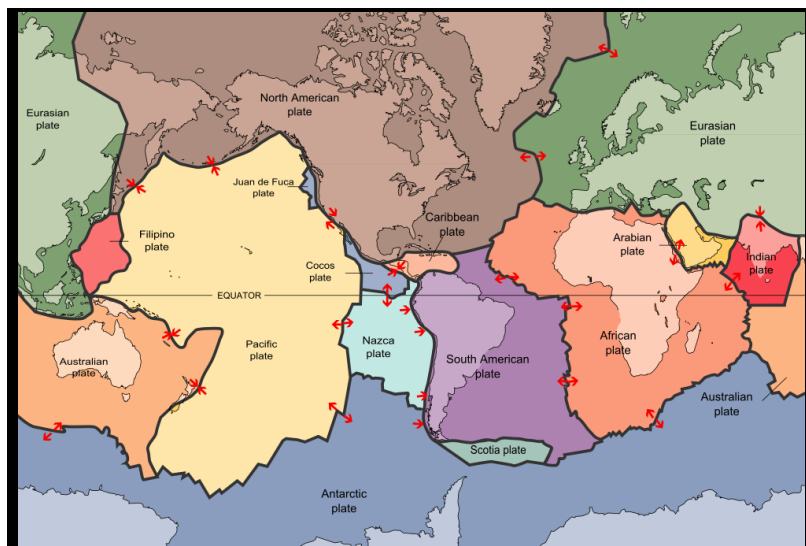 North American
plate
Eurasian
plate
Eurasian
plate
Juan de Fuca
plate
Caribbean
plate
Filipino
plate
Arabian
plate
Indian
plate
Cocos
plate
EQUATOR
Nazca
plate
Pacific
plate
African
plate
Australian
plate
South American
plate
Australian
plate
Scotia plate
Antarctic
plate